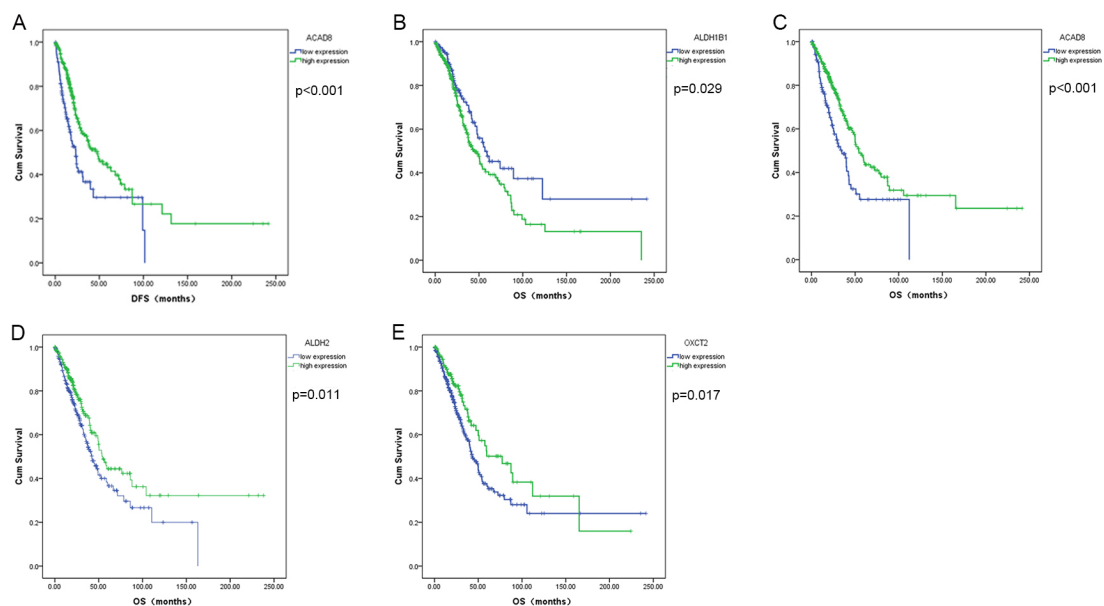 A
ACAD8
low expression
high expression
p<0.001
1.0
0.8
0.6
0.4
0.2
0.0
Cum Survival
0.00 50.00 100.00 150.00 200.00 250.00
DFS（months）
B
ALDH1B1
low expression
high expression
p=0.029
1.0
0.8
0.6
0.4
0.2
0.0
Cum Survival
0.00 50.00 100.00 150.00 200.00 250.00
OS（months）
C
ACAD8
low expression
high expression
p<0.001
1.0
0.8
0.6
0.4
0.2
0.0
Cum Survival
0.00 50.00 100.00 150.00 200.00 250.00
OS（months）
D
ALDH2
low expression
high expression
p=0.011
1.0
0.8
0.6
0.4
0.2
0.0
Cum Survival
0.00 50.00 100.00 150.00 200.00 250.00
OS（months）
E
OXCT2
low expression
high expression
p=0.017
1.0
0.8
0.6
0.4
0.2
0.0
Cum Survival
0.00 50.00 100.00 150.00 200.00 250.00
OS（months）